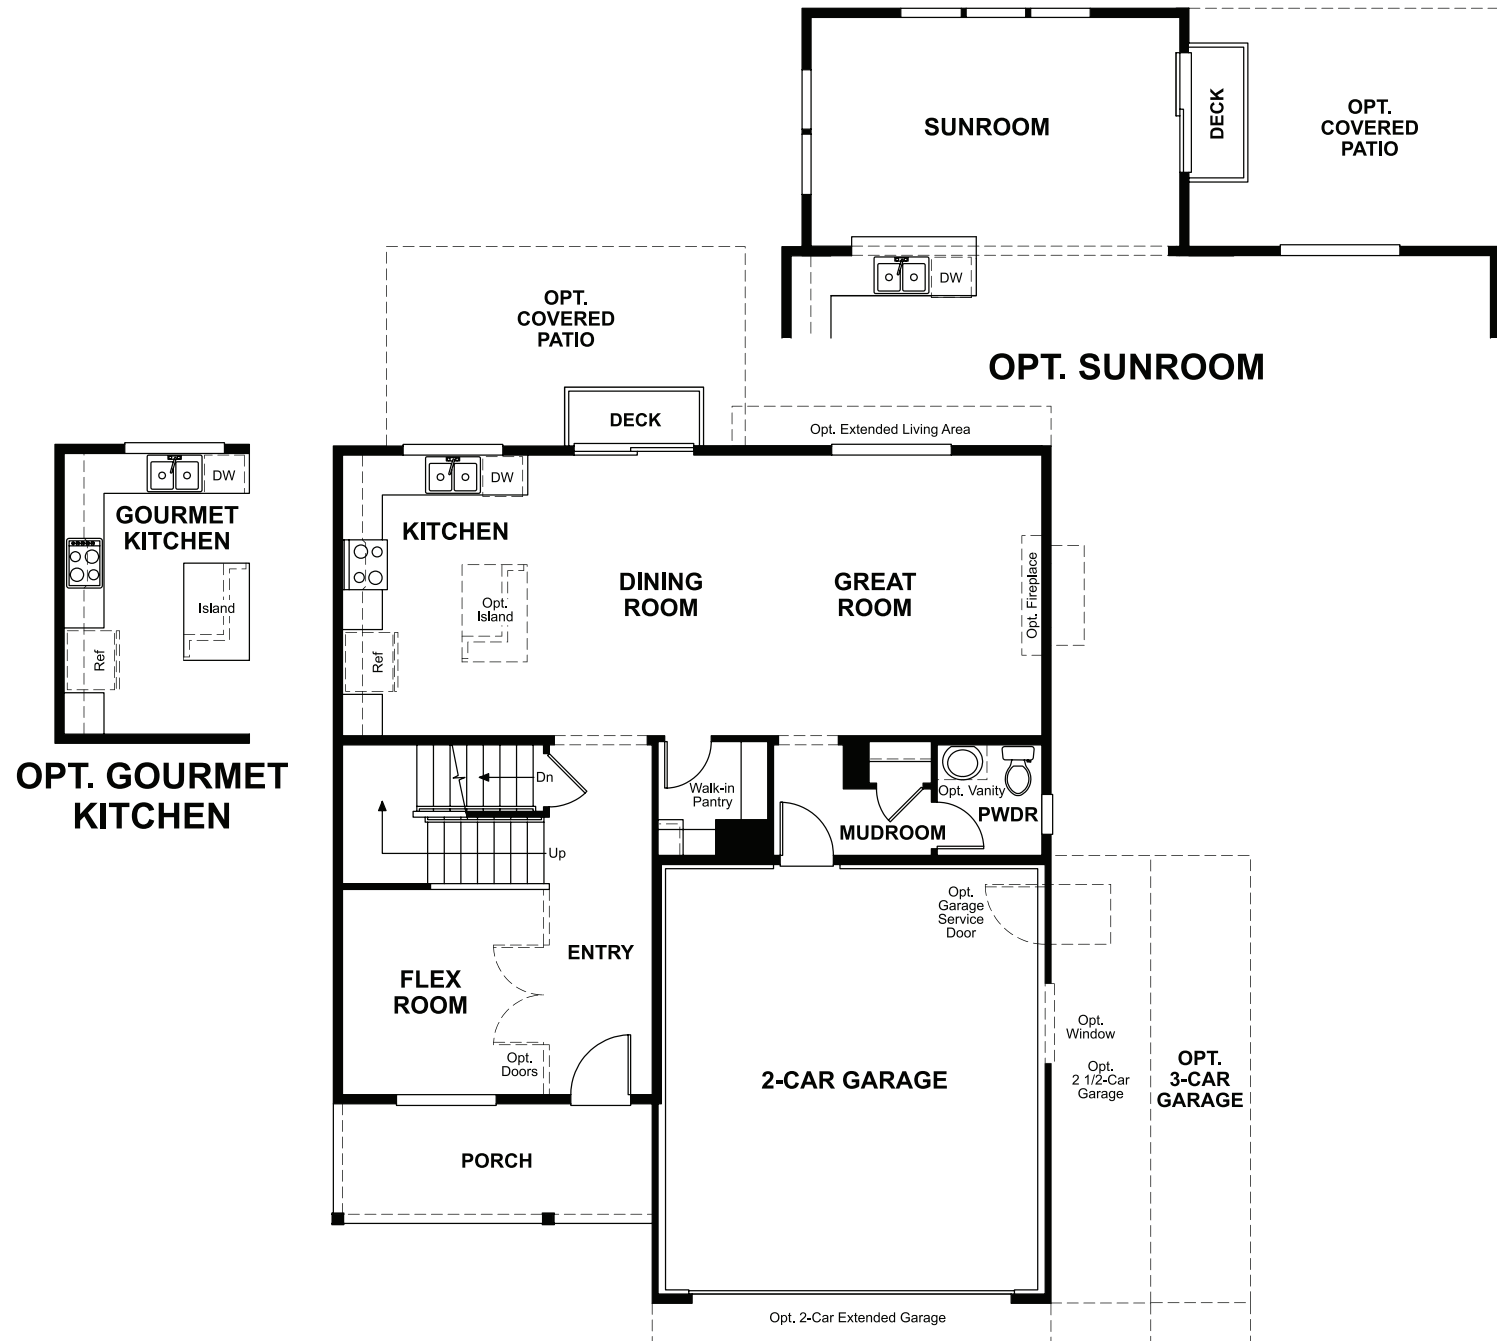 SUNROOM
DECK
OPT.
COVERED
PATIO
DW
OPT. SUNROOM
OPT.
COVERED
PATIO
DECK
Opt. Extended Living Area
DW
GOURMET
KITCHEN
Island
Ref
OPT. GOURMET
KITCHEN
DW
KITCHEN
Opt.
Island
Ref
DINING
ROOM
GREAT
ROOM
Opt. Fireplace
Dn
Up
Walk-in
Pantry
Opt. Vanity
PWDR
MUDROOM
ENTRY
FLEX
ROOM
Opt.
Doors
Opt.
Garage
Service
Door
Opt.
Window
Opt.
2 1/2-Car
Garage
OPT.
3-CAR
GARAGE
2-CAR GARAGE
PORCH
Opt. 2-Car Extended Garage